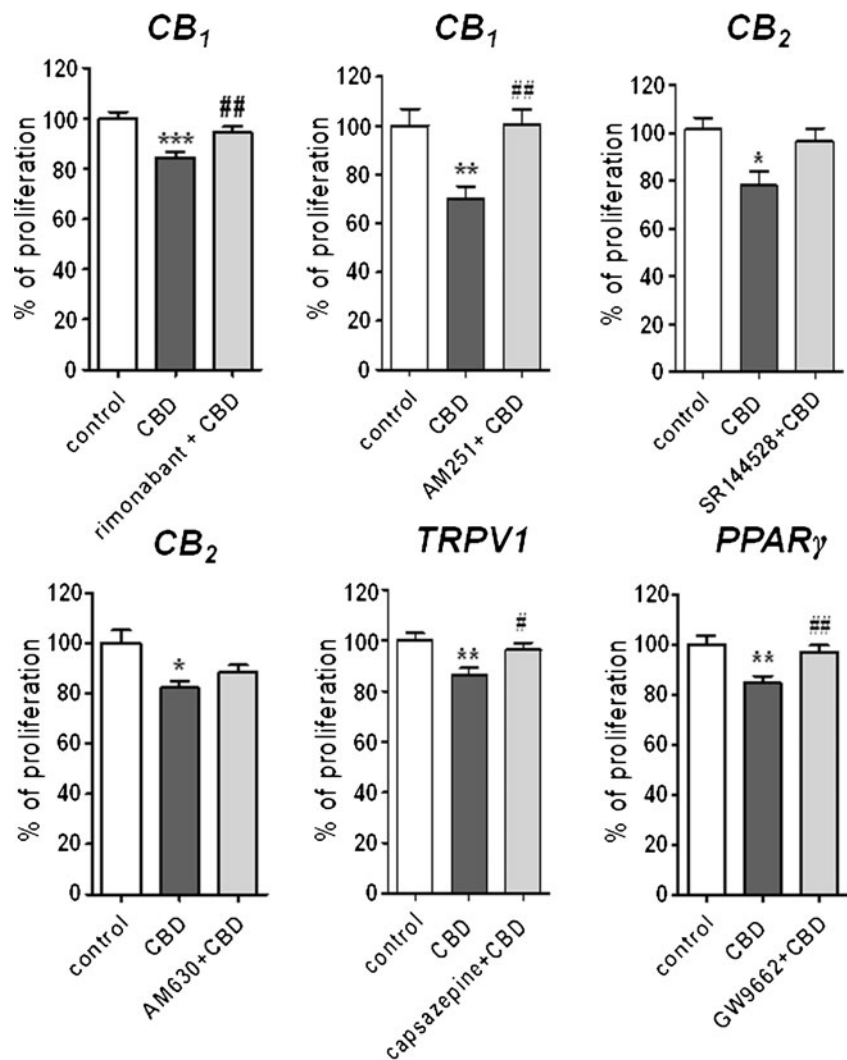 CB1
CB1
CB2
% of proliferation
120
100
80
60
40
20
0
***
##
control
CBD
rimonabant + CBD
% of proliferation
120
100
80
60
40
20
0
**
##
control
CBD
AM251+ CBD
% of proliferation
120
100
80
60
40
20
0
*
control
CBD
SR144528+CBD
CB2
TRPV1
PPARγ
% of proliferation
120
100
80
60
40
20
0
*
control
CBD
AM630+CBD
% of proliferation
120
100
80
60
40
20
0
**
#
control
CBD
capsazepine+CBD
% of proliferation
120
100
80
60
40
20
0
**
##
control
CBD
GW9662+CBD